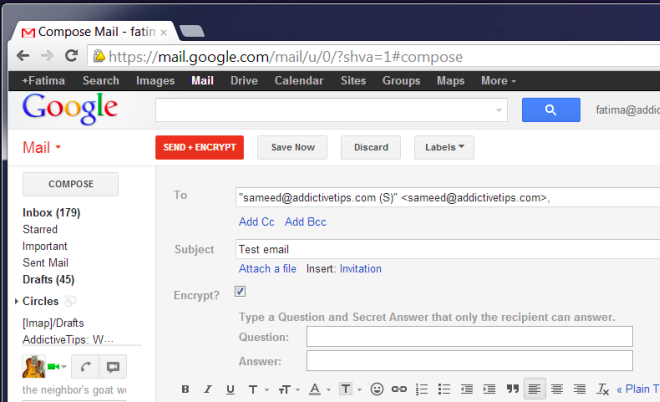 Compose Mail - fatim
https://mail.google.com/mail/u/0/?shva=1#compose
+Fatima Search Images Mail Drive Calendar Sites Groups Maps More
Google
fatima@addic
Mail
SEND + ENCRYPT Save Now Discard Labels
COMPOSE
To "sameed@addictivetips.com (S)" <sameed@addictivetips.com>,
Add Cc Add Bcc
Subject Test email
Attach a file Insert: Invitation
Encrypt?
Type a Question and Secret Answer that only the recipient can answer.
Question:
Answer:
B I U T TT A T Tx « Plain T
Inbox (179)
Starred
Important
Sent Mail
Drafts (45)
Circles
[Imap]/Drafts
AddictiveTips: W...
the neighbor's goat w